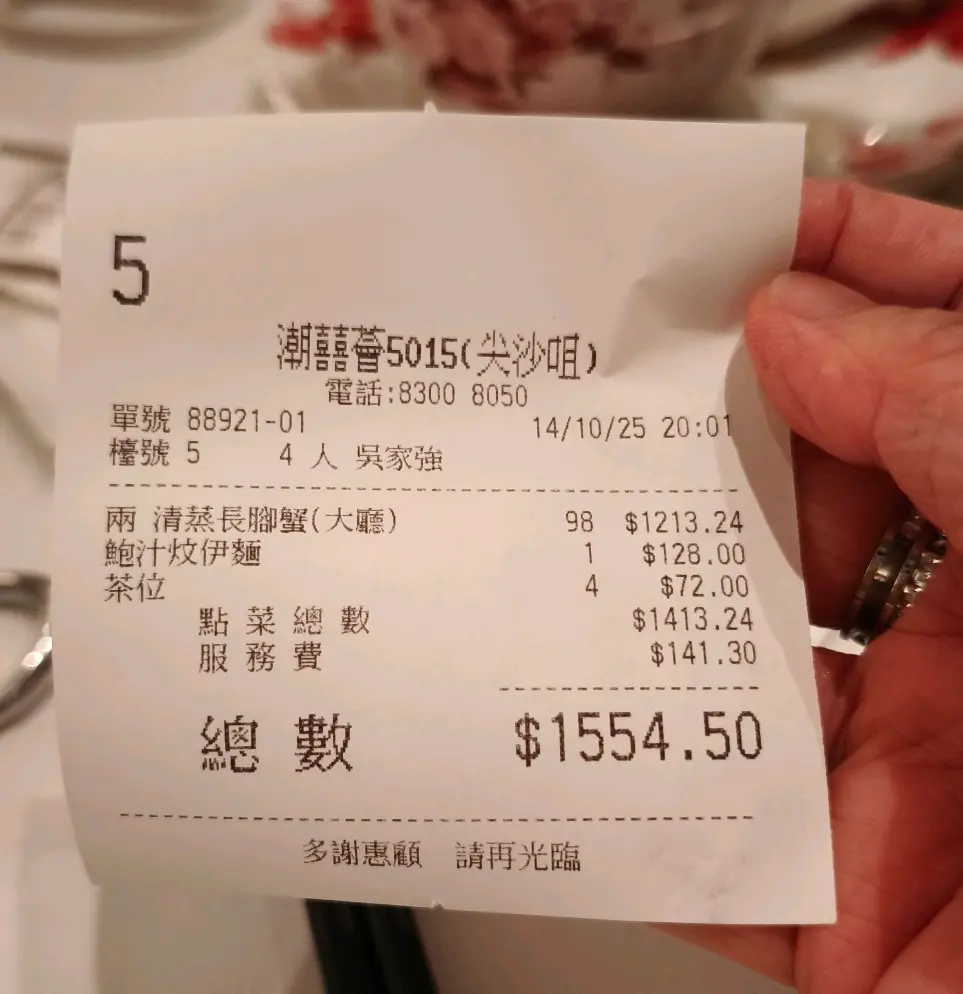 5
潮囍薈5015(尖沙咀)
電話:8300 8050
單號 88921-01 14/10/25 20:01
檯號 5 4 人 吳家強
兩 清蒸長腳蟹(大廳) 98 $1213.24
鮑汁炆伊麵 1 $128.00
茶位 4 $72.00
點菜總數 $1413.24
服務費 $141.30
總數 $1554.50
多謝惠顧 請再光臨